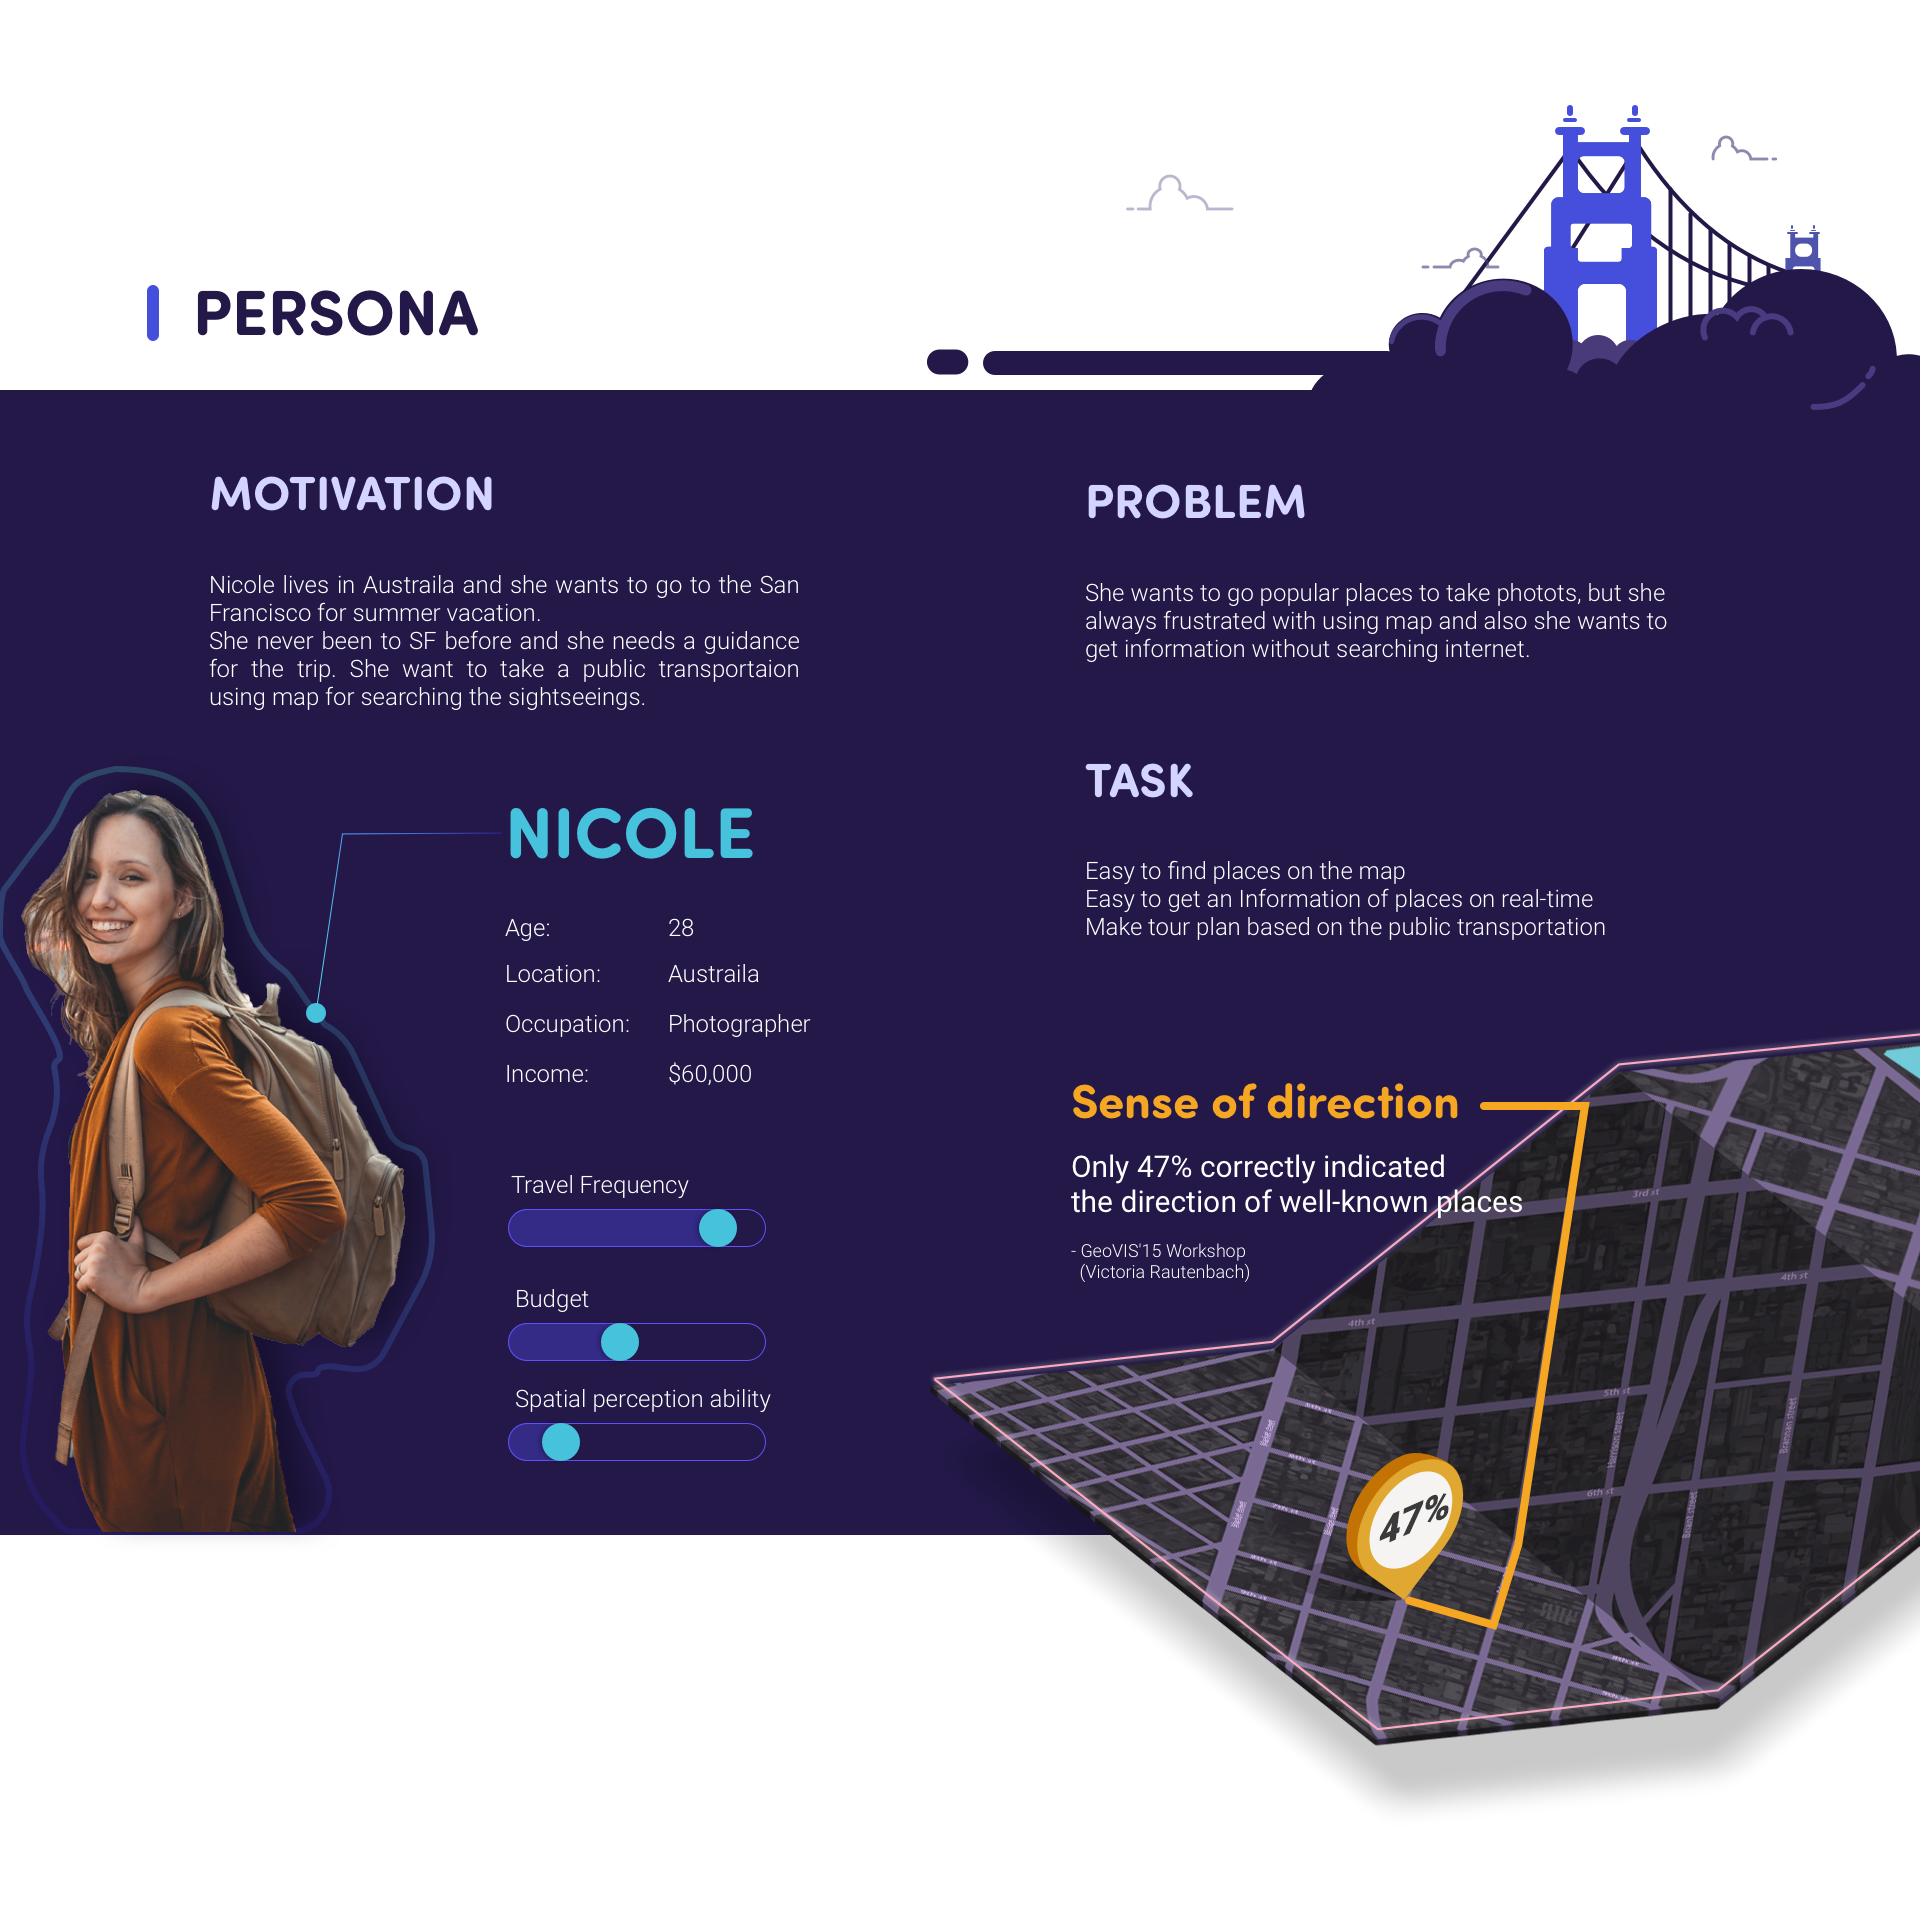 PERSONA
MOTIVATION
Nicole lives in Austraila and she wants to go to the San
Francisco for summer vacation.
She never been to SF before and she needs a guidance
for the trip. She want to take a public transportaion
using map for searching the sightseeings.
PROBLEM
She wants to go popular places to take photots, but she
always frustrated with using map and also she wants to
get information without searching internet.
TASK
Easy to find places on the map
Easy to get an Information of places on real-time
Make tour plan based on the public transportation
NICOLE
Age: 28
Location: Austraila
Occupation: Photographer
Income: $60,000
Travel Frequency
Budget
Spatial perception ability
Sense of direction
Only 47% correctly indicated
the direction of well-known places
- GeoVIS'15 Workshop
(Victoria Rautenbach)
3rd st
4th st
4th st
5th st
6th st
Harrison street
Brannan street
Bryant street
47%